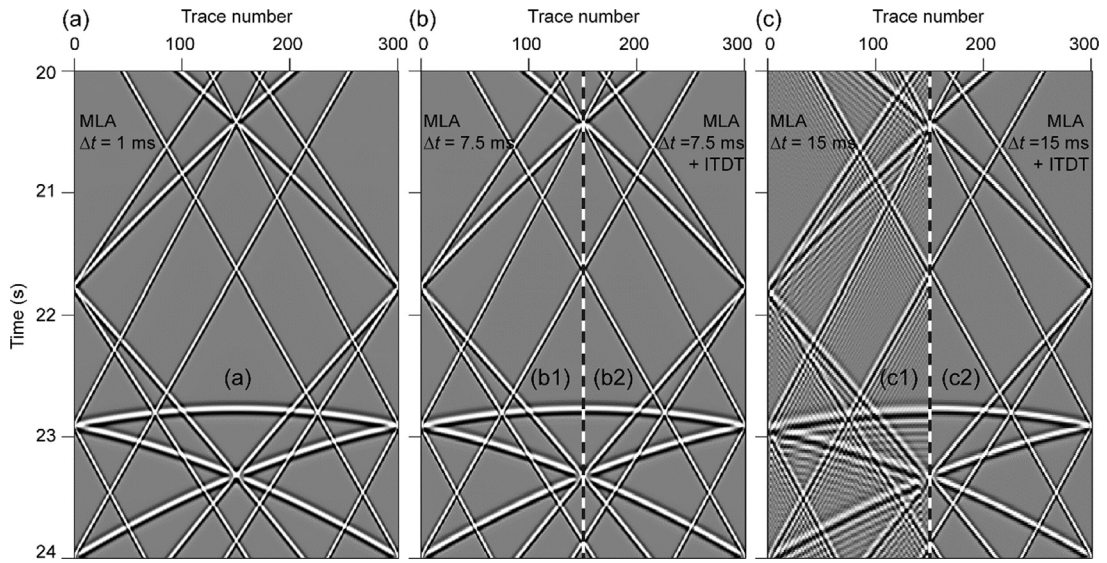 (a) Trace number
0 100 200 300
(b) Trace number
0 100 200 300
(c) Trace number
0 100 200 300
Time (s)
20
21
22
23
24
MLA
Δt = 1 ms
(a)
MLA
Δt = 7.5 ms
MLA
Δt =7.5 ms
+ ITDT
(b1) (b2)
MLA
Δt = 15 ms
MLA
Δt =15 ms
+ ITDT
(c1) (c2)